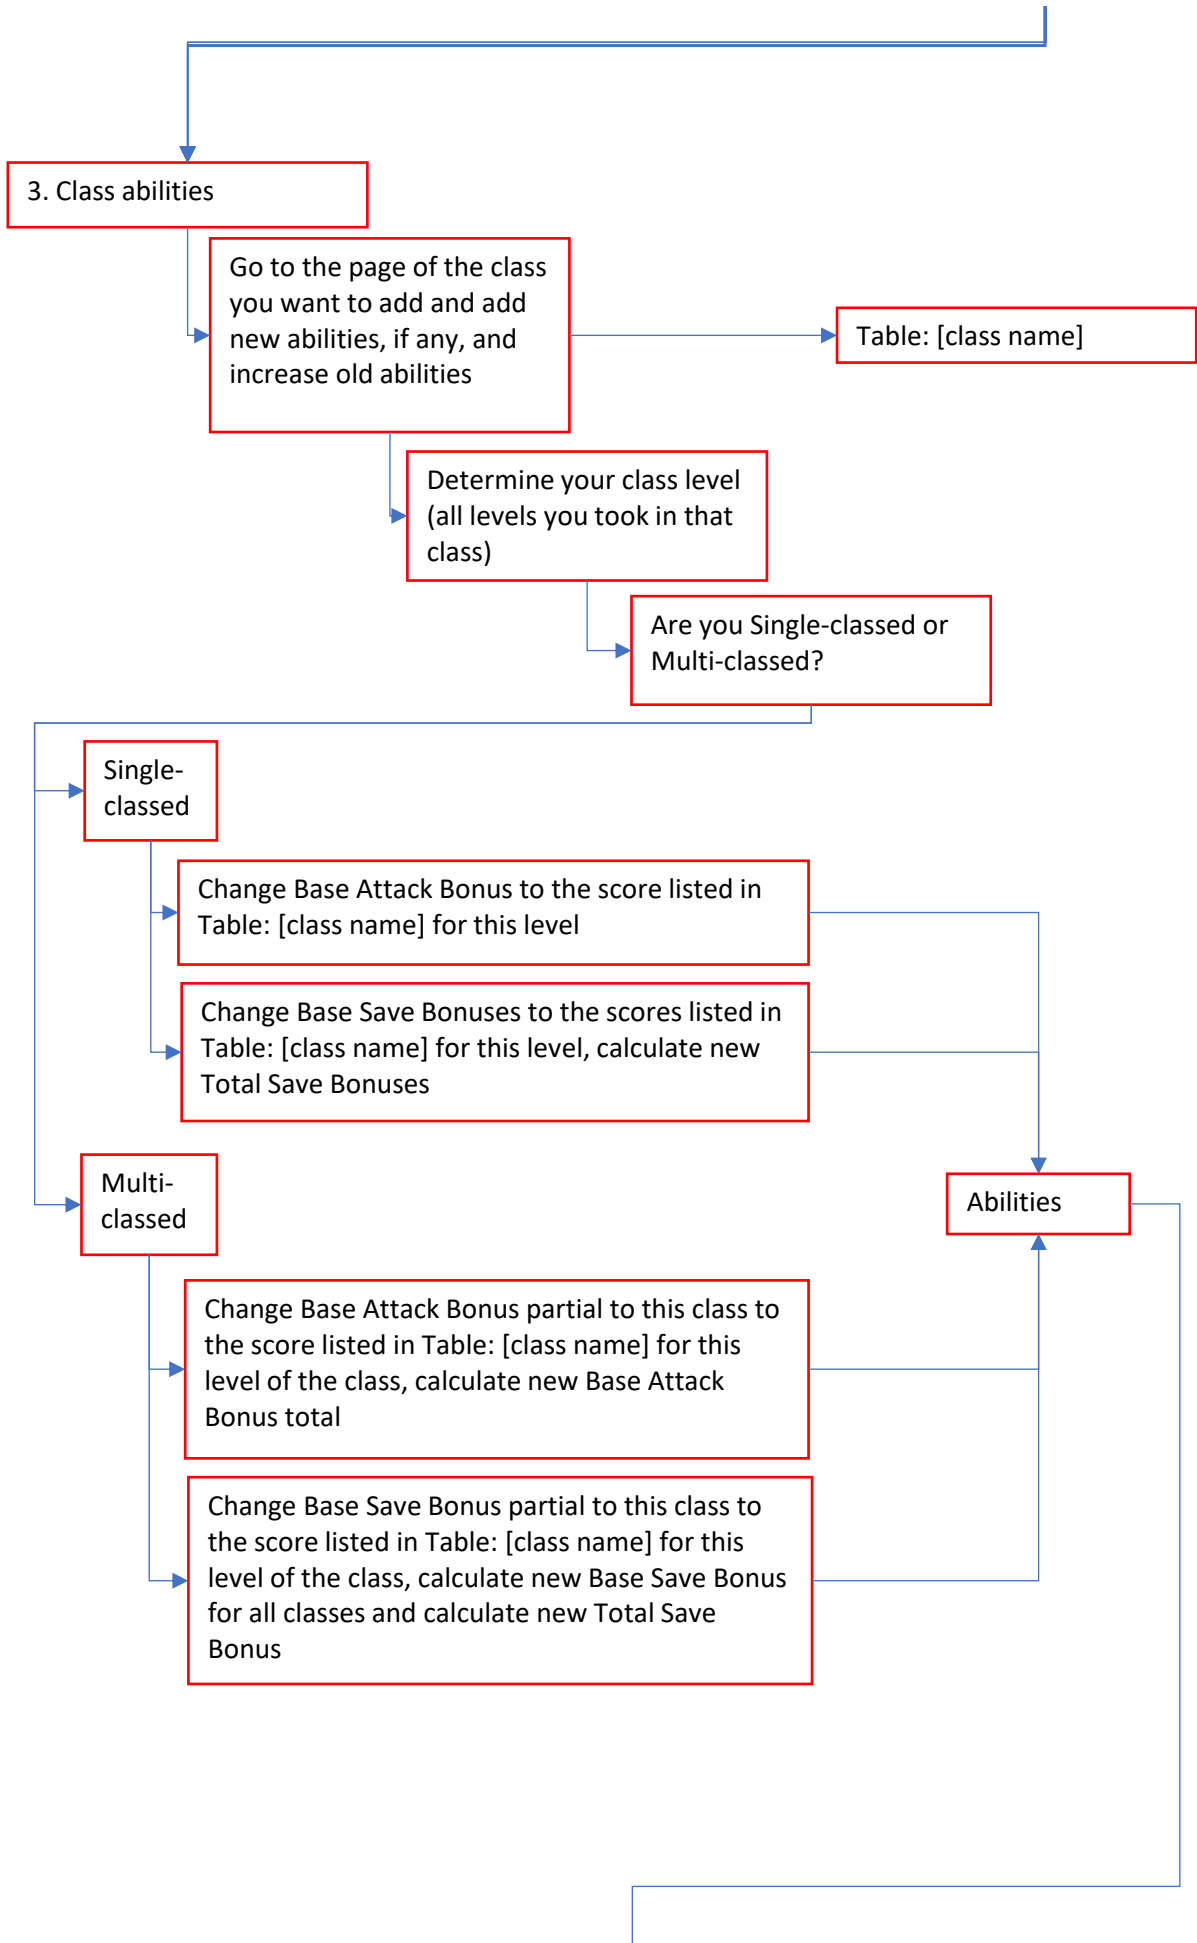 3. Class abilities
Go to the page of the class
you want to add and add
new abilities, if any, and
increase old abilities
Table: [class name]
Determine your class level
(all levels you took in that
class)
Are you Single-classed or
Multi-classed?
Single-
classed
Change Base Attack Bonus to the score listed in
Table: [class name] for this level
Change Base Save Bonuses to the scores listed in
Table: [class name] for this level, calculate new
Total Save Bonuses
Multi-
classed
Abilities
Change Base Attack Bonus partial to this class to
the score listed in Table: [class name] for this
level of the class, calculate new Base Attack
Bonus total
Change Base Save Bonus partial to this class to
the score listed in Table: [class name] for this
level of the class, calculate new Base Save Bonus
for all classes and calculate new Total Save
Bonus